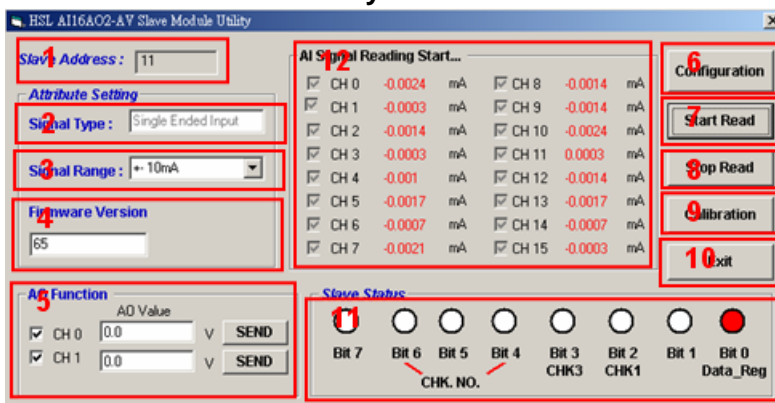 HSL AI16AO2-AV Slave Module Utility
1
Slave Address : 11
Attribute Setting
2
Signal Type : Single Ended Input
3
Signal Range : +- 10mA
4
Firmware Version
65
12
AI Signal Reading Start...
CH 0 -0.0024 mA CH 8 -0.0014 mA
CH 1 -0.0003 mA CH 9 -0.0014 mA
CH 2 -0.0014 mA CH 10 -0.0024 mA
CH 3 -0.0003 mA CH 11 0.0003 mA
CH 4 -0.001 mA CH 12 -0.0014 mA
CH 5 -0.0017 mA CH 13 -0.0017 mA
CH 6 -0.0007 mA CH 14 -0.0007 mA
CH 7 -0.0021 mA CH 15 -0.0003 mA
6
Configuration
7
Start Read
8
Stop Read
9
Calibration
10
Exit
5
AO Function
AO Value
CH 0 0.0 V SEND
CH 1 0.0 V SEND
Slave Status
11
Bit 7 Bit 6 Bit 5 Bit 4 Bit 3 Bit 2 Bit 1 Bit 0
CHK. NO. CHK3 CHK1 Data_Reg